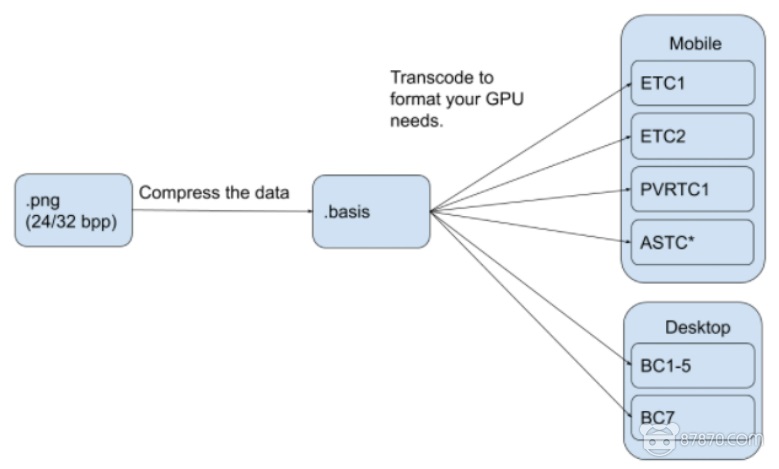 .png
(24/32 bpp)
Compress the data
.basis
Transcode to
format your GPU
needs.
Mobile
ETC1
ETC2
PVRTC1
ASTC*
Desktop
BC1-5
BC7
87870.com